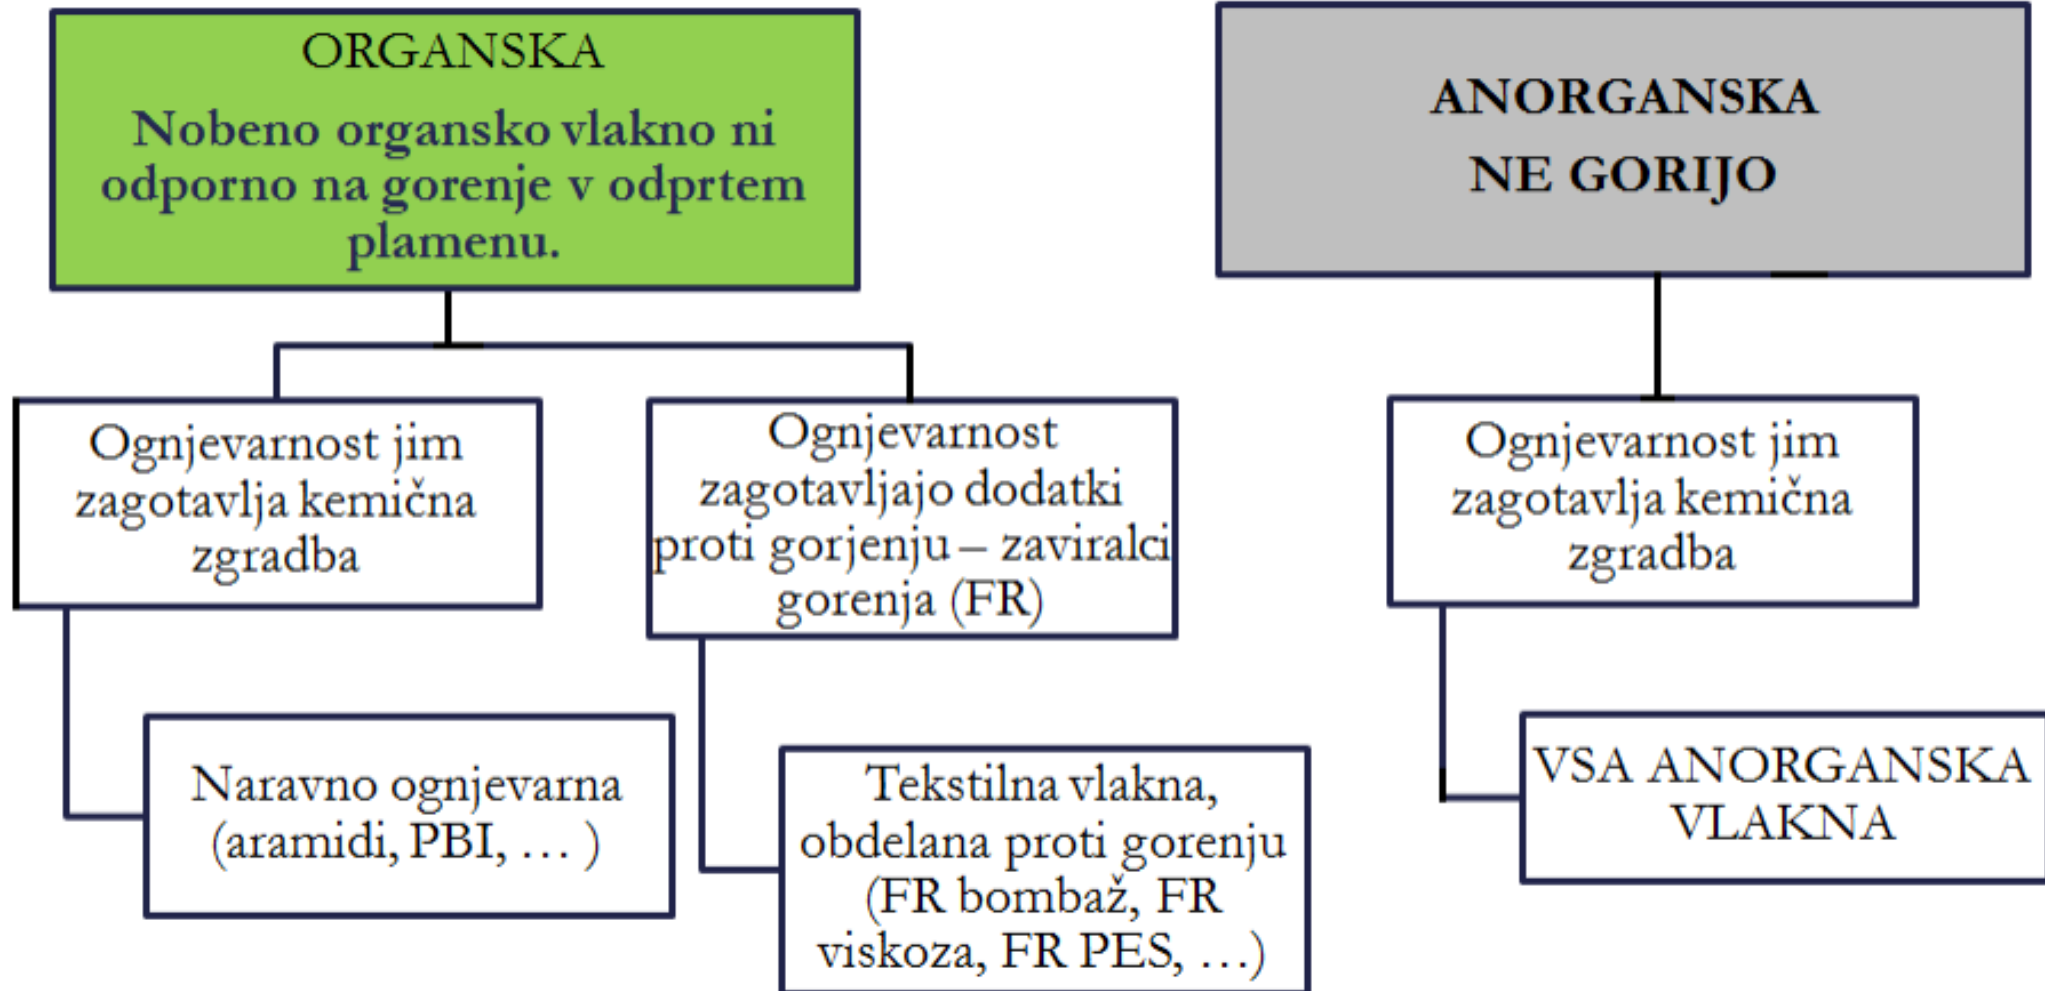 ORGANSKA
Nobeno organsko vlakno ni
odporno na gorenje v odprtem
plamenu.
ANORGANSKA
NE GORIJO
Ognjevarnost jim
zagotavlja kemična
zgradba
Ognjevarnost
zagotavljajo dodatki
proti gorjenju – zaviralci
gorenja (FR)
Ognjevarnost jim
zagotavlja kemična
zgradba
Naravno ognjevarna
(aramidi, PBI, … )
Tekstilna vlakna,
obdelana proti gorenju
(FR bombaž, FR
viskoza, FR PES, …)
VSA ANORGANSKA
VLAKNA